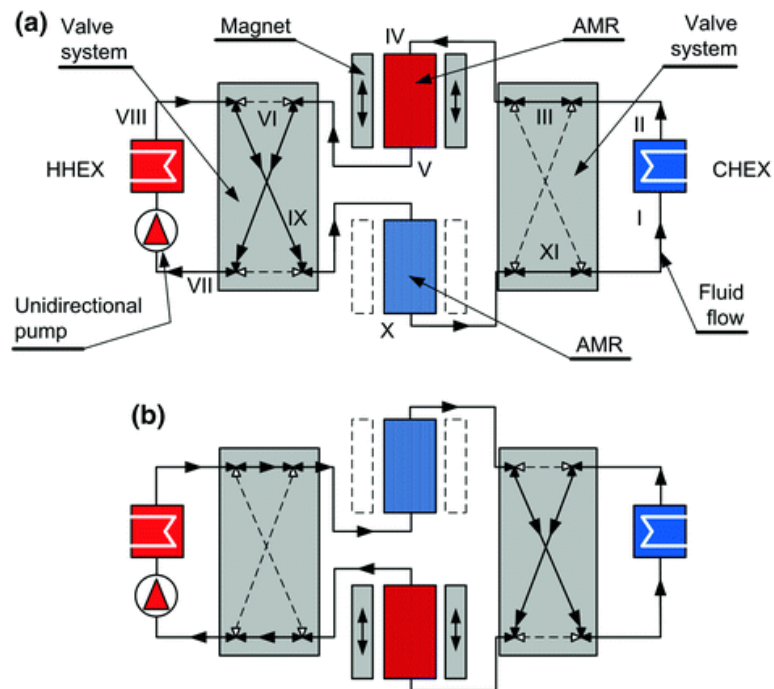 (a)
Valve
system
Magnet
IV
AMR
Valve
system
VIII
VI
III
II
HHEX
V
CHEX
IX
XI
I
VII
Unidirectional
pump
X
AMR
Fluid
flow
(b)